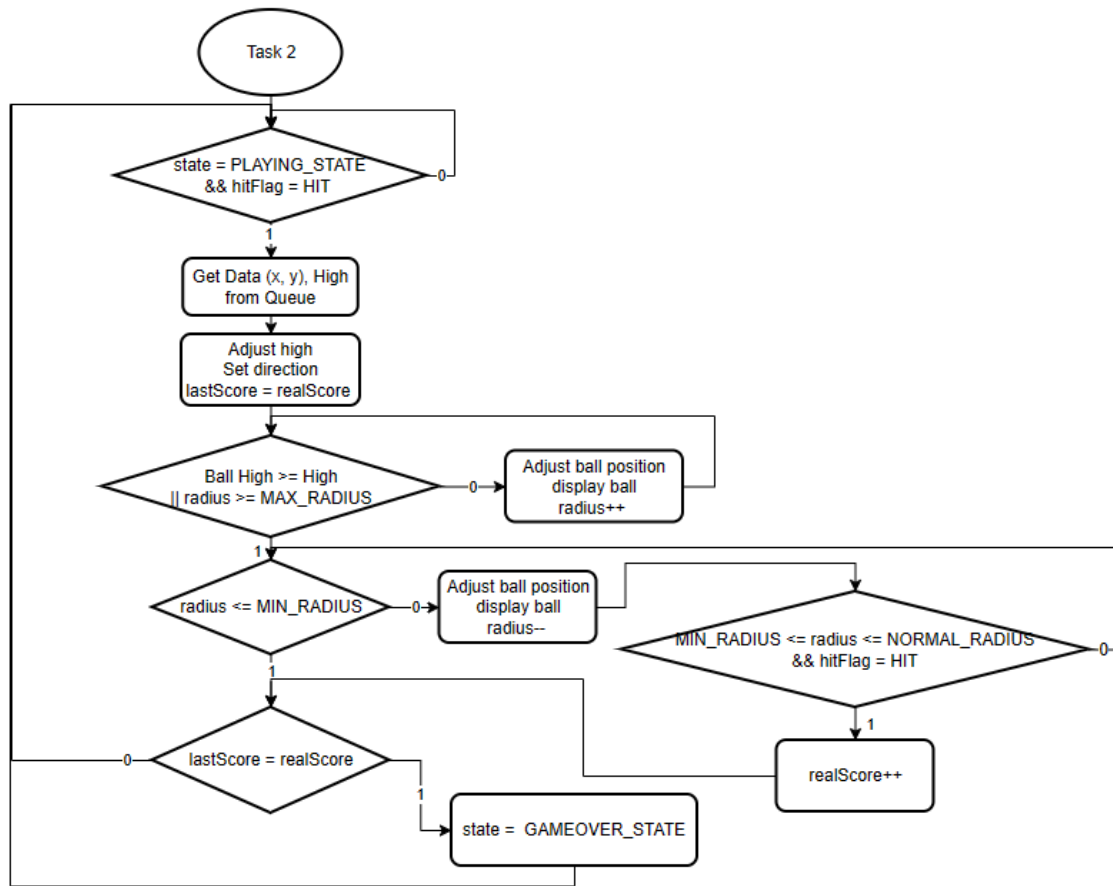 Task 2
state = PLAYING_STATE
&& hitFlag = HIT
0
1
Get Data (x, y), High
from Queue
Adjust high
Set direction
lastScore = realScore
Ball High >= High
|| radius >= MAX_RADIUS
0
Adjust ball position
display ball
radius++
1
radius <= MIN_RADIUS
0
Adjust ball position
display ball
radius--
MIN_RADIUS <= radius <= NORMAL_RADIUS
&& hitFlag = HIT
0
1
1
realScore++
lastScore = realScore
0
1
state =  GAMEOVER_STATE